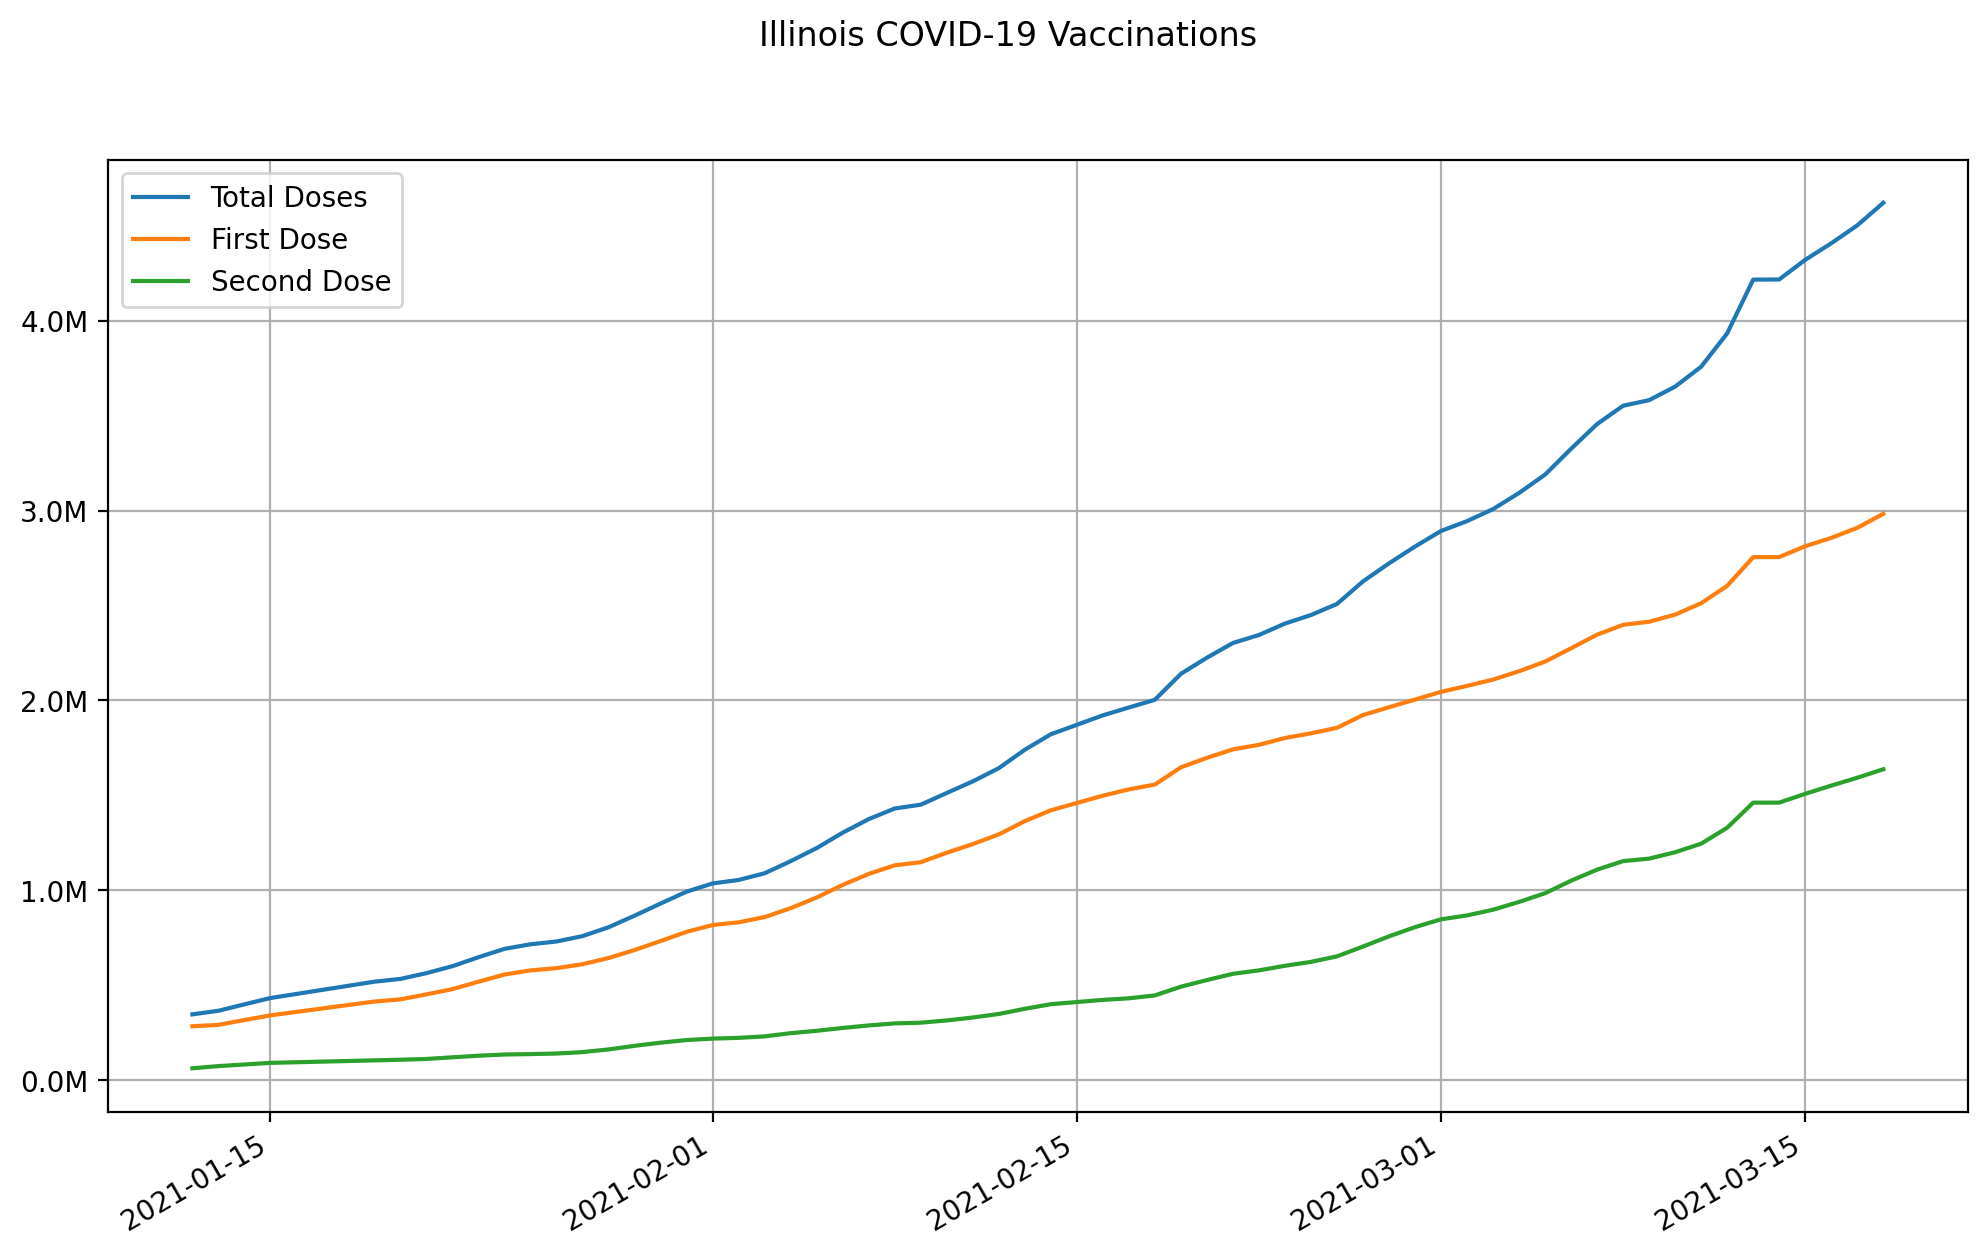 Illinois COVID-19 Vaccinations
Total Doses
First Dose
Second Dose
4.0M
3.0M
2.0M
1.0M
0.0M
2021-01-15
2021-02-01
2021-02-15
2021-03-01
2021-03-15